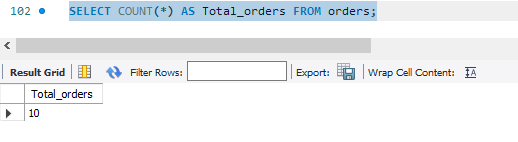 102 SELECT COUNT(*) AS Total_orders FROM orders;
Result Grid Filter Rows: Export: Wrap Cell Content:
Total_orders
10